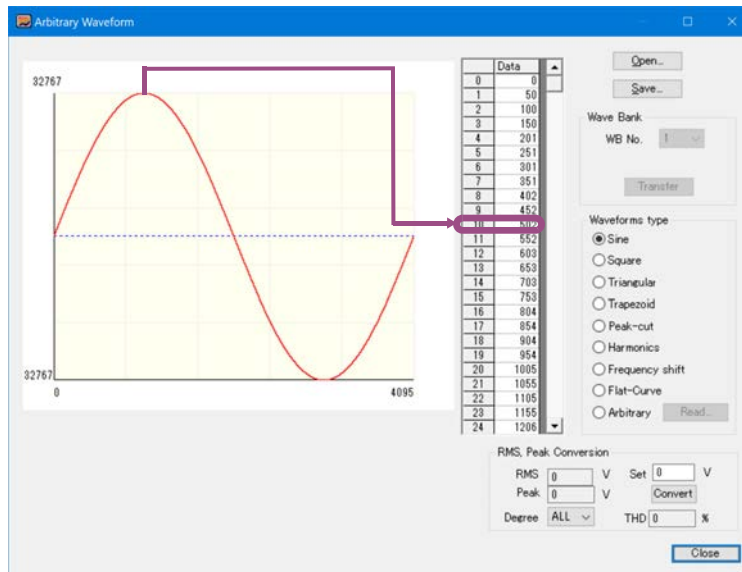 Arbitrary Waveform
32767
32767
0
4095
Data
0 0
1 50
2 100
3 150
4 201
5 251
6 301
7 351
8 402
9 452
10 502
11 552
12 603
13 653
14 703
15 753
16 804
17 854
18 904
19 954
20 1005
21 1055
22 1105
23 1155
24 1206
Open...
Save...
Wave Bank
WB No. 1
Transfer
Waveforms type
Sine
Square
Triangular
Trapezoid
Peak-cut
Harmonics
Frequency shift
Flat-Curve
Arbitrary Read...
RMS, Peak Conversion
RMS 0 V Set 0 V
Peak 0 V Convert
Degree ALL THD 0 %
Close